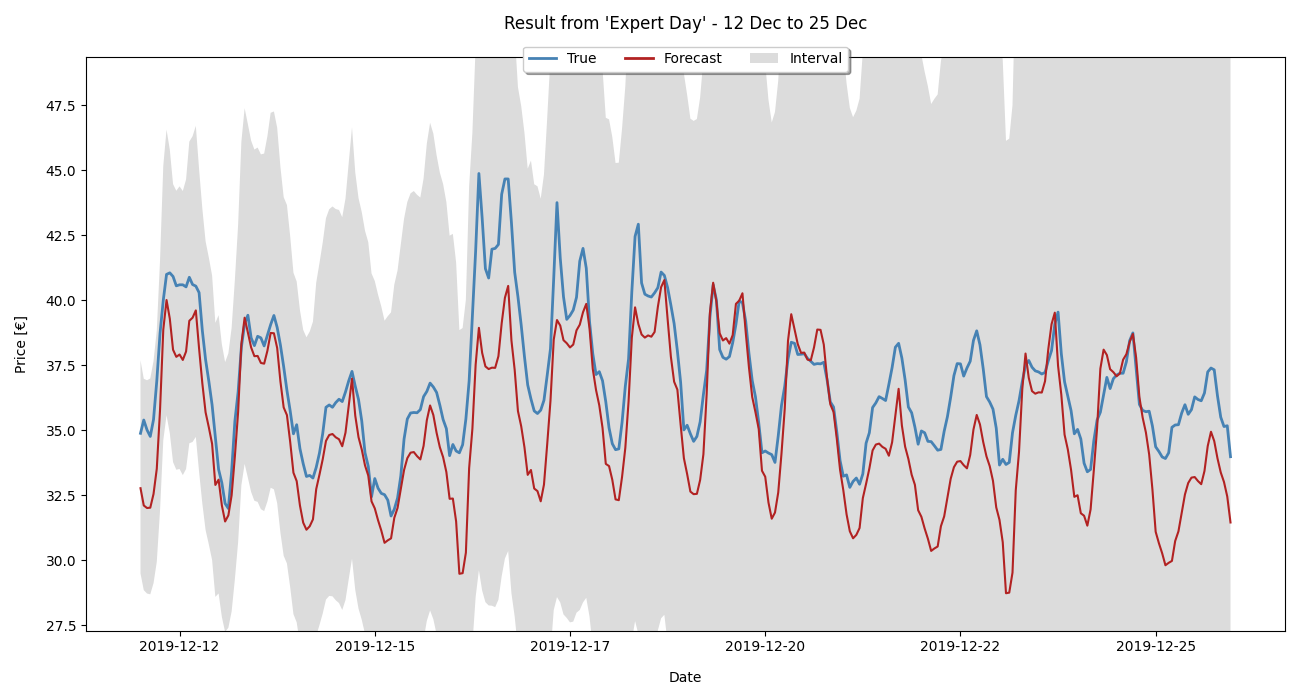 Result from 'Expert Day' - 12 Dec to 25 Dec
True Forecast Interval
47.5
45.0
42.5
40.0
37.5
35.0
32.5
30.0
27.5
Price [€]
2019-12-12 2019-12-15 2019-12-17 2019-12-20 2019-12-22 2019-12-25
Date